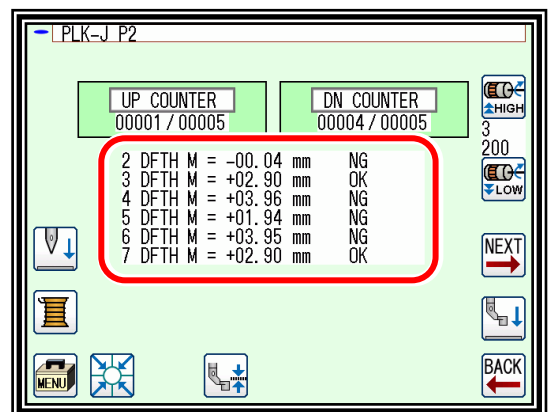 PLK-J P2
UP COUNTER
00001/00005
DN COUNTER
00004/00005
HIGH
3
200
LOW
2 DFTH M = -00.04 mm NG
3 DFTH M = +02.90 mm OK
4 DFTH M = +03.96 mm NG
5 DFTH M = +01.94 mm NG
6 DFTH M = +03.95 mm NG
7 DFTH M = +02.90 mm OK
NEXT
MENU
BACK